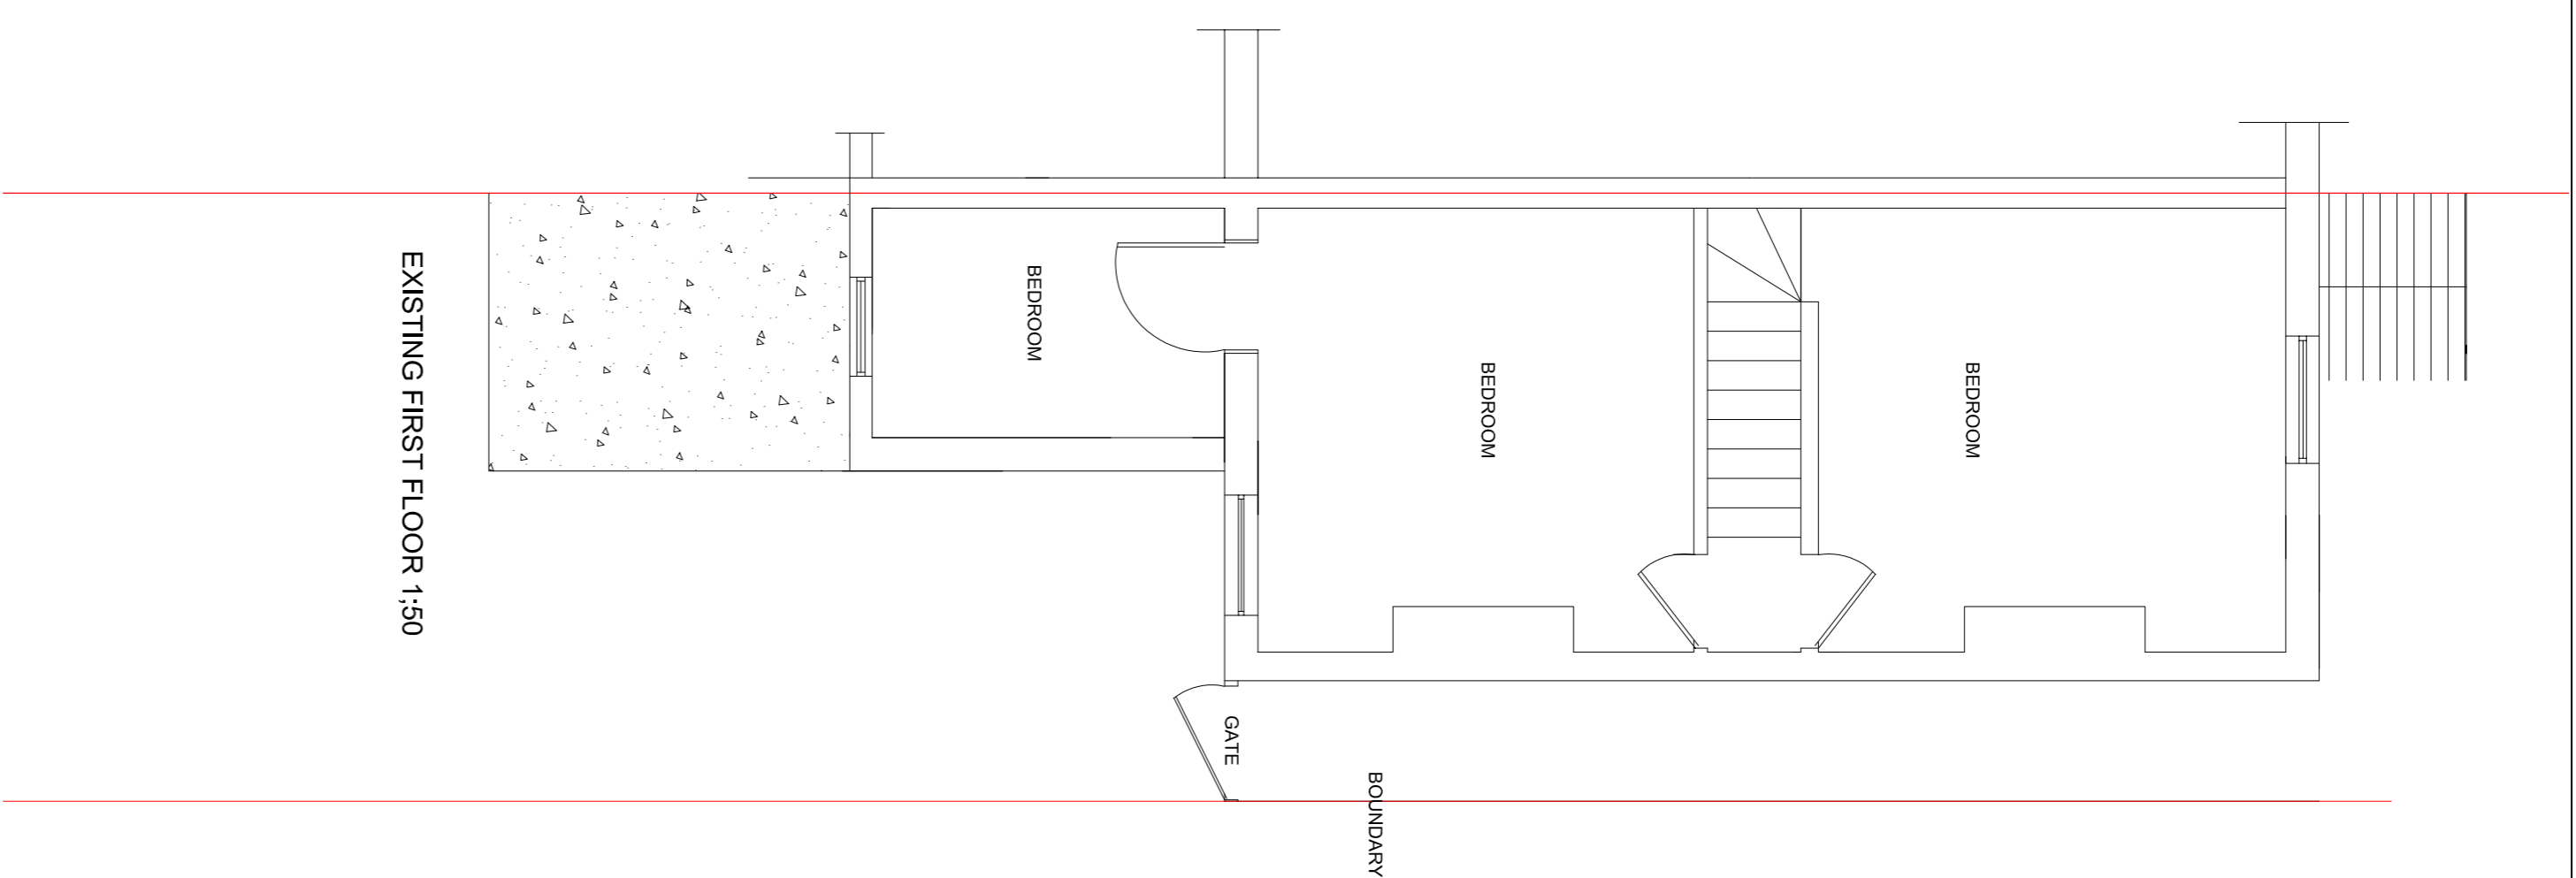 BEDROOM
BEDROOM
BEDROOM
GATE
BOUNDARY
EXISTING FIRST FLOOR 1;50